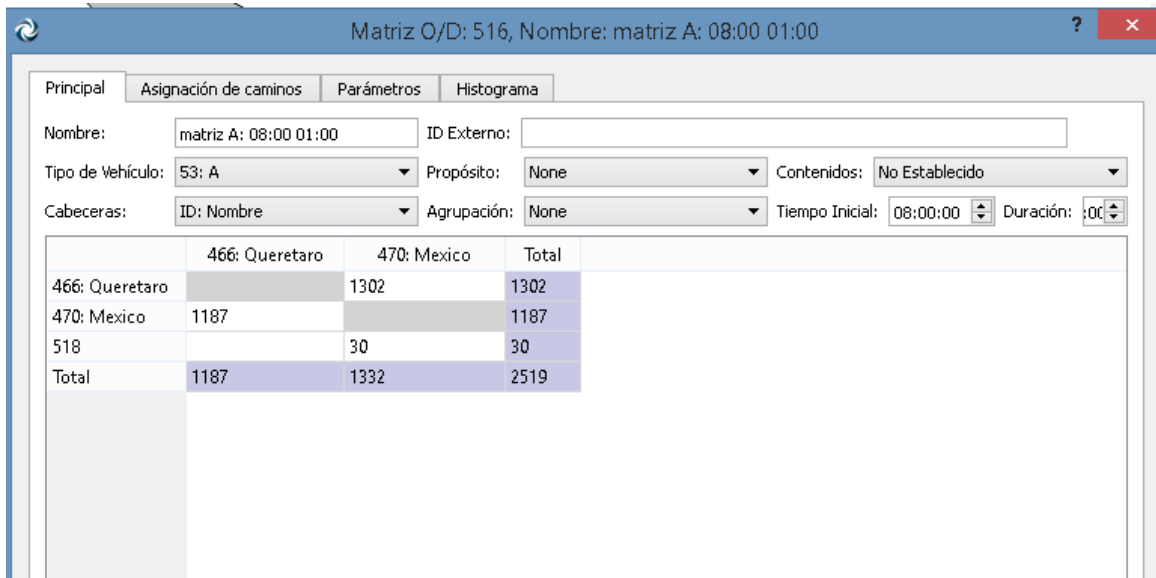 Matriz O/D: 516, Nombre: matriz A: 08:00 01:00 ? ×
Principal Asignación de caminos Parámetros Histograma
Nombre: matriz A: 08:00 01:00 ID Externo:
Tipo de Vehículo: 53: A Propósito: None Contenidos: No Establecido
Cabeceras: ID: Nombre Agrupación: None Tiempo Inicial: 08:00:00 Duración: :00
466: Queretaro 470: Mexico Total
466: Queretaro 1302 1302
470: Mexico 1187 1187
518 30 30
Total 1187 1332 2519